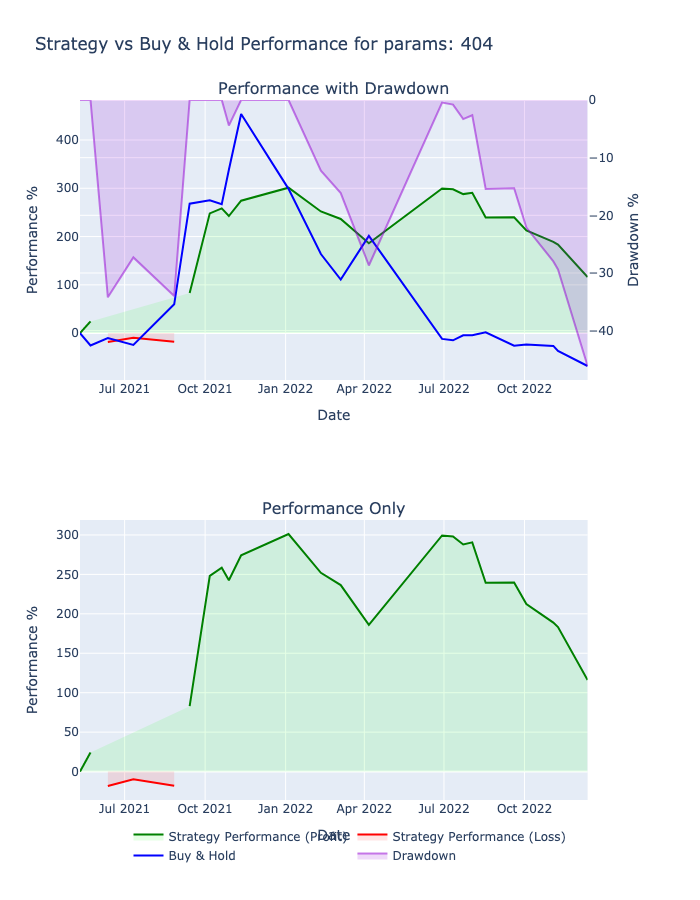 Strategy vs Buy & Hold Performance for params: 404
Performance with Drawdown
0
400
−10
300
−20
200
−30
100
−40
0
Performance %
Drawdown %
Jul 2021
Oct 2021
Jan 2022
Apr 2022
Jul 2022
Oct 2022
Date
Performance Only
300
250
200
150
100
50
0
Performance %
Jul 2021
Oct 2021
Jan 2022
Apr 2022
Jul 2022
Oct 2022
Date
Strategy Performance (Profit)
Strategy Performance (Loss)
Buy & Hold
Drawdown